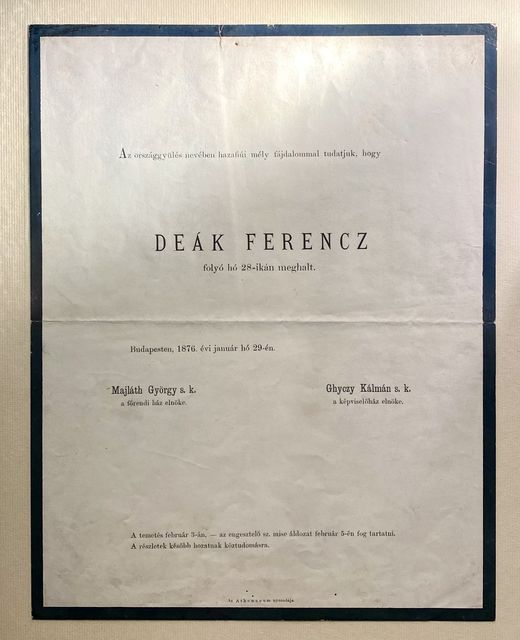 Az országgyülés nevében hazafiúi mély fájdalommal tudatjuk, hogy
DEÁK FERENCZ
folyó hó 28-ikán meghalt.
Budapesten, 1876. évi január hó 29-én.
Majláth György s. k.
a főrendi ház elnöke.
Ghyczy Kálmán s. k.
a képviselőház elnöke.
A temetés február 3-án, — az engesztelő sz. mise áldozat február 5-én fog tartatni.
A részletek később hozatnak köztudomásra.
Az Athenaeum nyomdája.